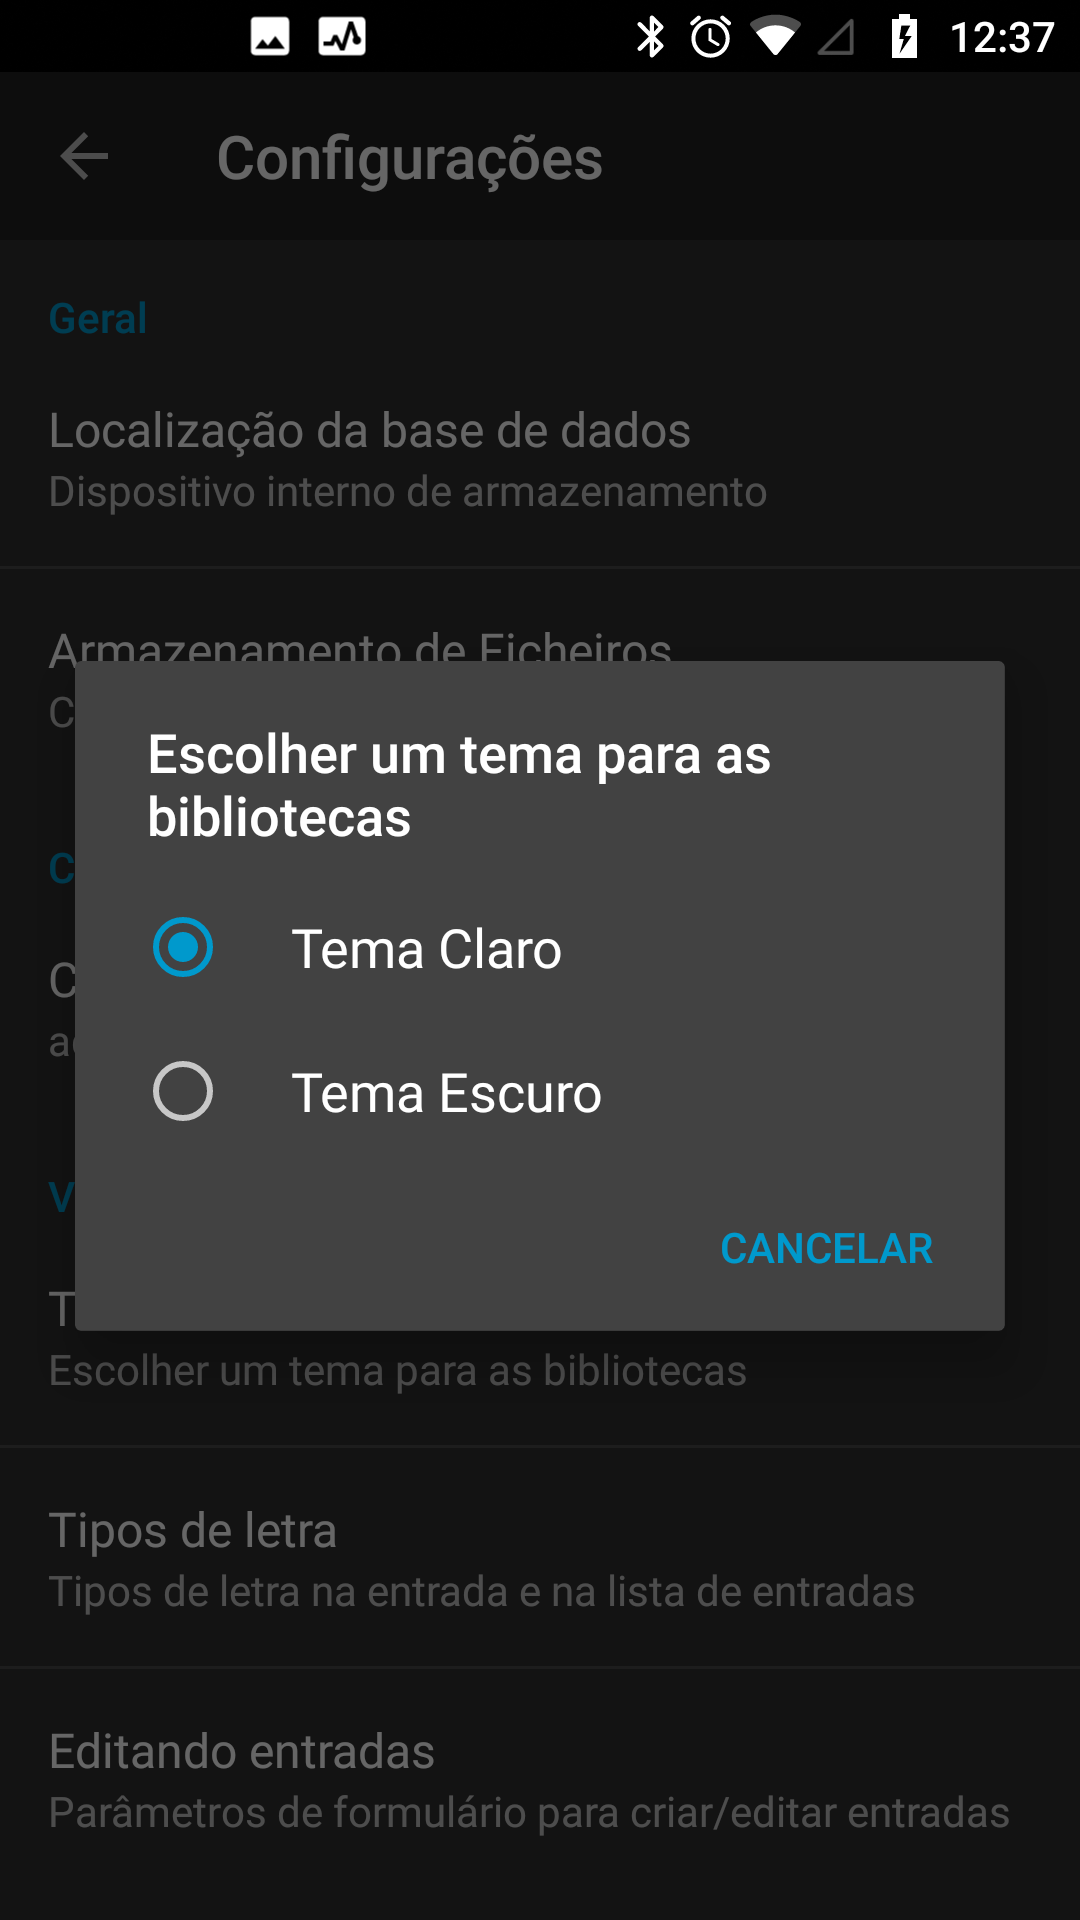 12:37
Configurações
Geral
Localização da base de dados
Dispositivo interno de armazenamento
Armazenamento de Ficheiros
Escolher um tema para as
bibliotecas
Tema Claro
Tema Escuro
CANCELAR
Escolher um tema para as bibliotecas
Tipos de letra
Tipos de letra na entrada e na lista de entradas
Editando entradas
Parâmetros de formulário para criar/editar entradas